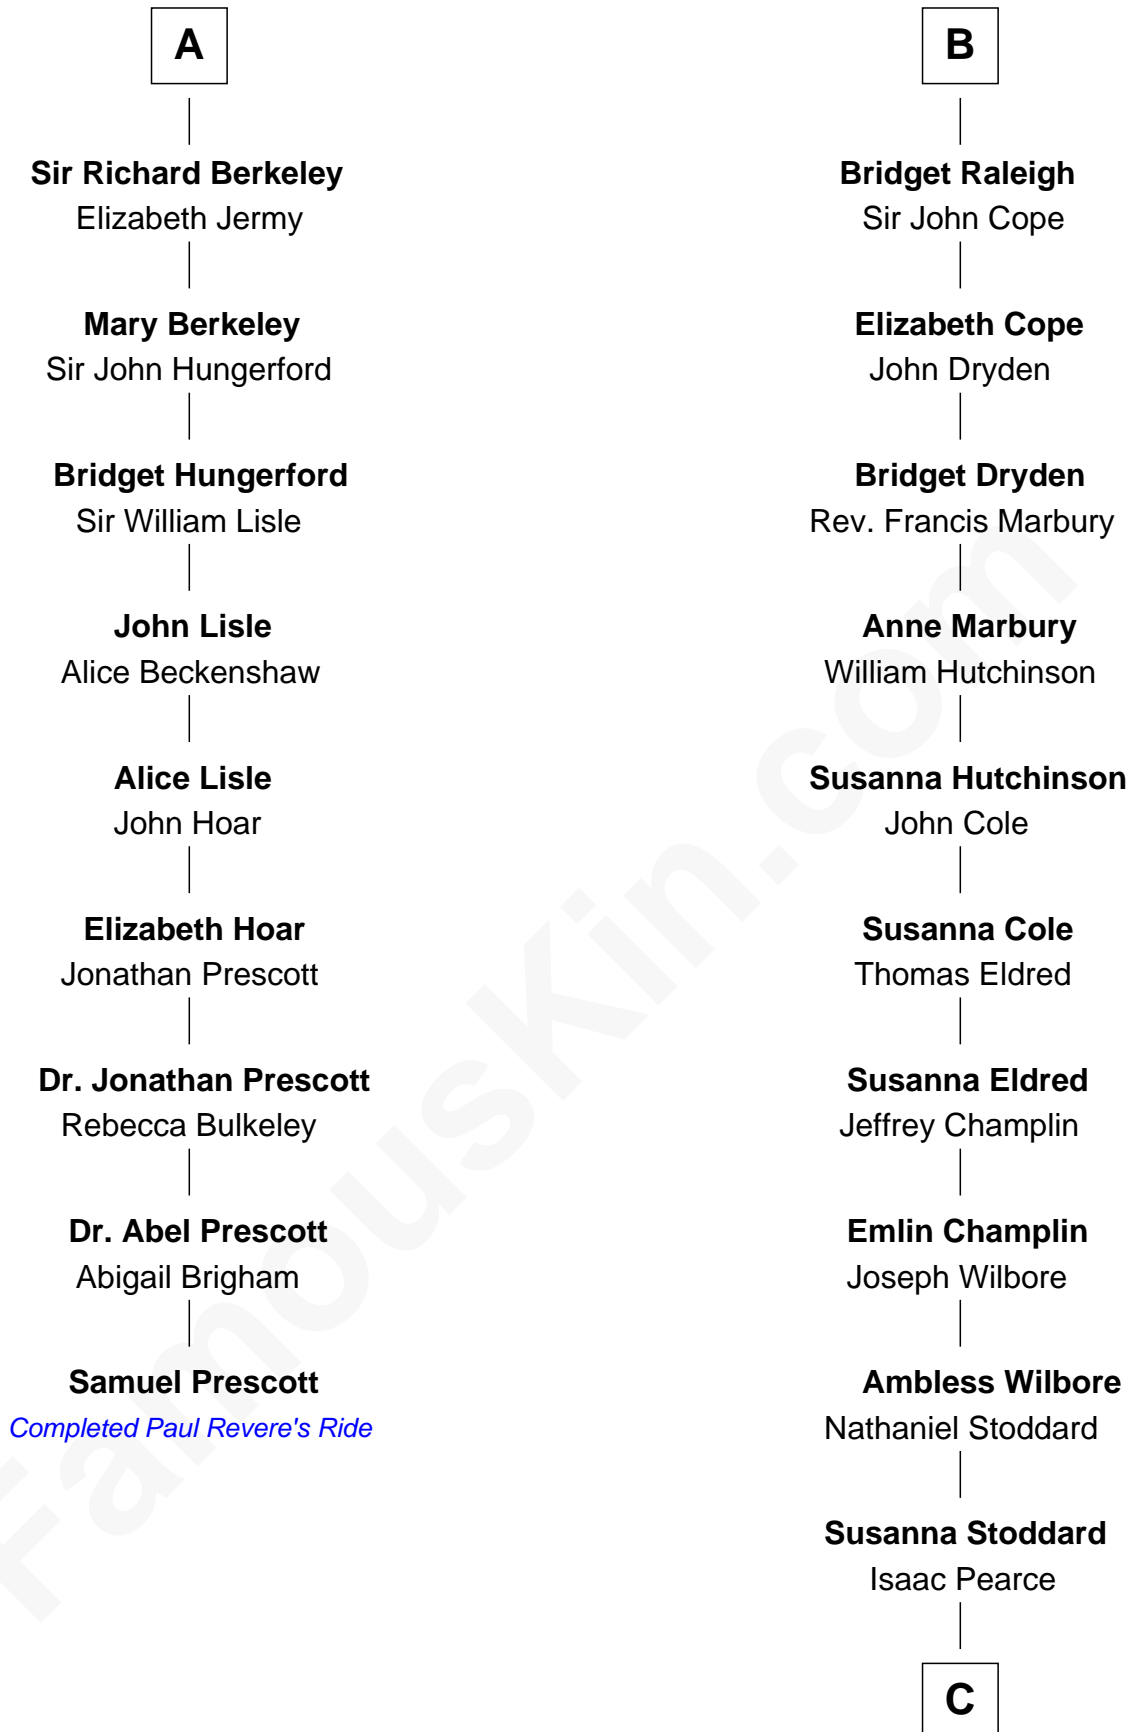 A
Sir Richard Berkeley
Elizabeth Jermy
Mary Berkeley
Sir John Hungerford
Bridget Hungerford
Sir William Lisle
John Lisle
Alice Beckenshaw
Alice Lisle
John Hoar
Elizabeth Hoar
Jonathan Prescott
Dr. Jonathan Prescott
Rebecca Bulkeley
Dr. Abel Prescott
Abigail Brigham
Samuel Prescott
Completed Paul Revere's Ride
B
Bridget Raleigh
Sir John Cope
Elizabeth Cope
John Dryden
Bridget Dryden
Rev. Francis Marbury
Anne Marbury
William Hutchinson
Susanna Hutchinson
John Cole
Susanna Cole
Thomas Eldred
Susanna Eldred
Jeffrey Champlin
Emlin Champlin
Joseph Wilbore
Ambless Wilbore
Nathaniel Stoddard
Susanna Stoddard
Isaac Pearce
C
FamousKin.com